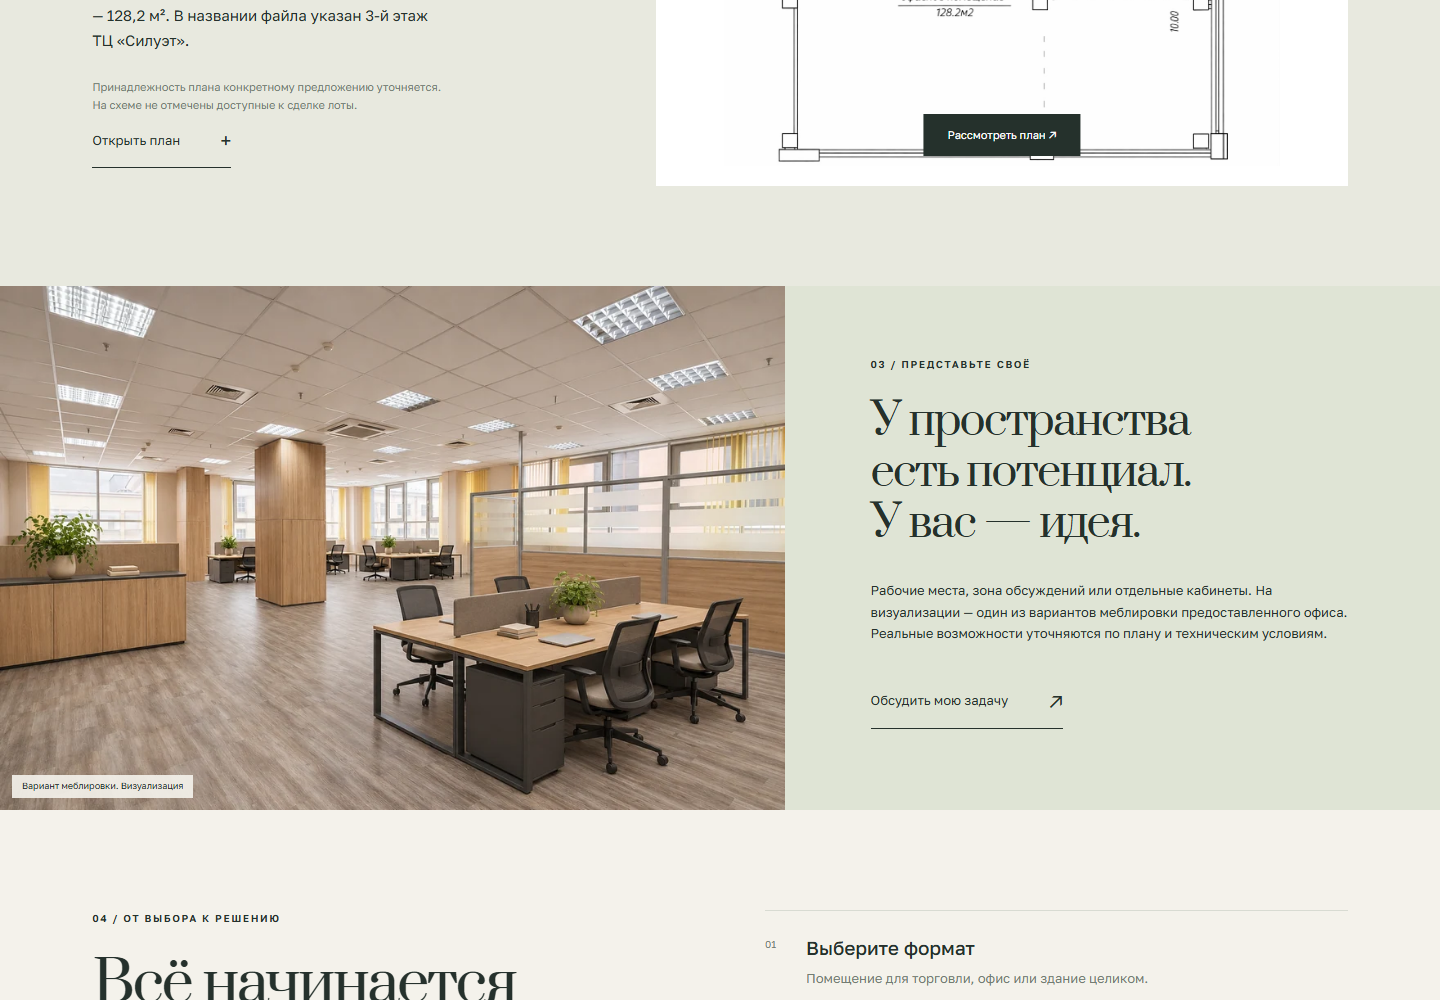 — 128,2 м². В названии файла указан 3-й этаж
ТЦ «Силуэт».
Принадлежность плана конкретному предложению уточняется.
На схеме не отмечены доступные к сделке лоты.
Открыть план +
128.2м2
10.00
Рассмотреть план ↗
Вариант меблировки. Визуализация
03 / ПРЕДСТАВЬТЕ СВОЁ
У пространства
есть потенциал.
У вас — идея.
Рабочие места, зона обсуждений или отдельные кабинеты. На
визуализации — один из вариантов меблировки предоставленного офиса.
Реальные возможности уточняются по плану и техническим условиям.
Обсудить мою задачу ↗
04 / ОТ ВЫБОРА К РЕШЕНИЮ
Всё начинается
01 Выберите формат
Помещение для торговли, офис или здание целиком.